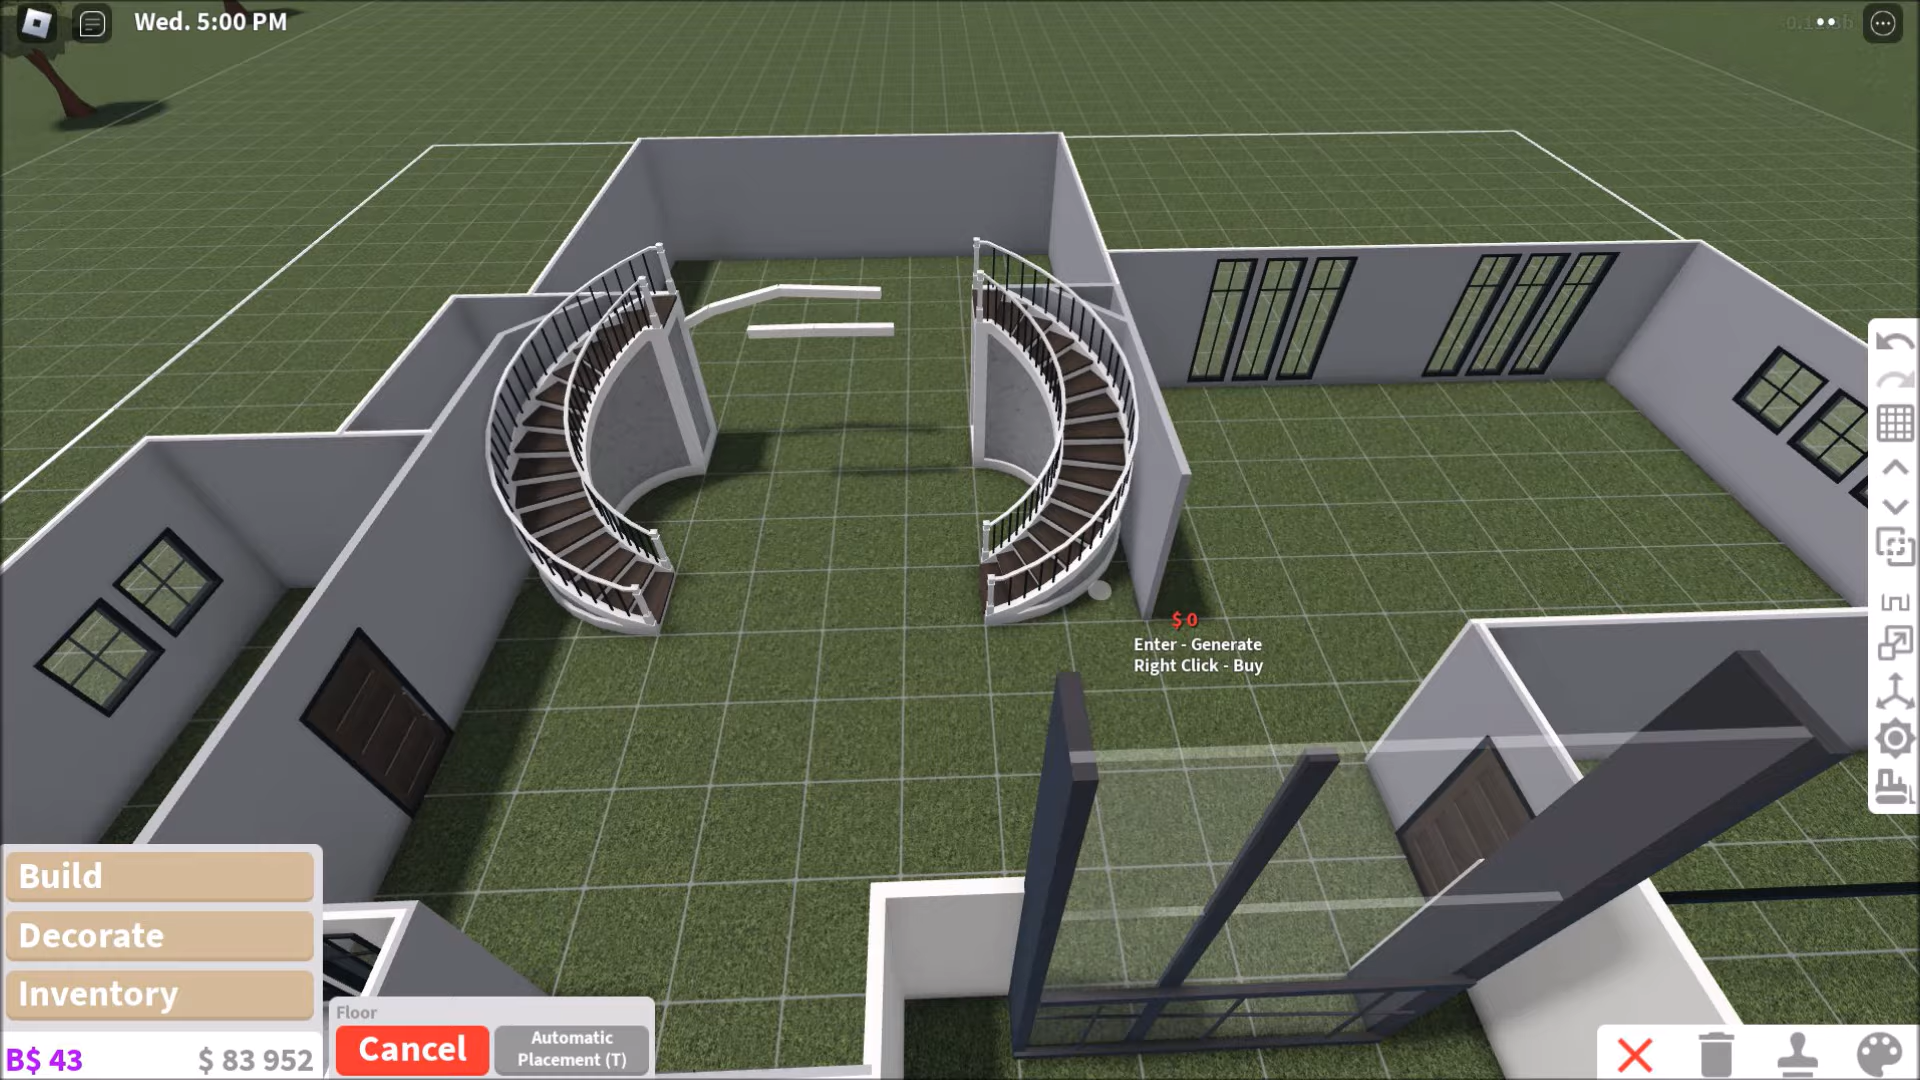 Wed. 5:00 PM
$ 0
Enter - Generate
Right Click - Buy
Build
Decorate
Inventory
B$ 43
$ 83 952
Floor
Cancel
Automatic
Placement (T)